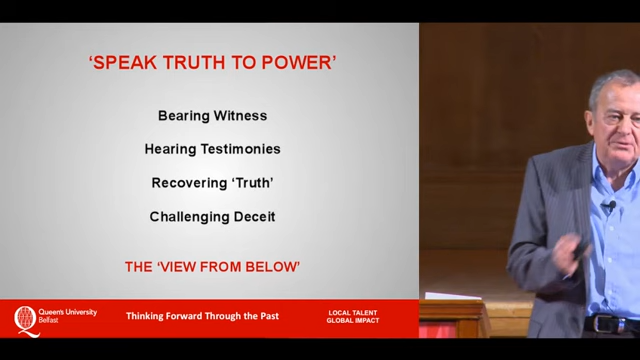 ‘SPEAK TRUTH TO POWER’
Bearing Witness
Hearing Testimonies
Recovering ‘Truth’
Challenging Deceit
THE ‘VIEW FROM BELOW’
Queen's University
Belfast
Thinking Forward Through the Past
LOCAL TALENT
GLOBAL IMPACT